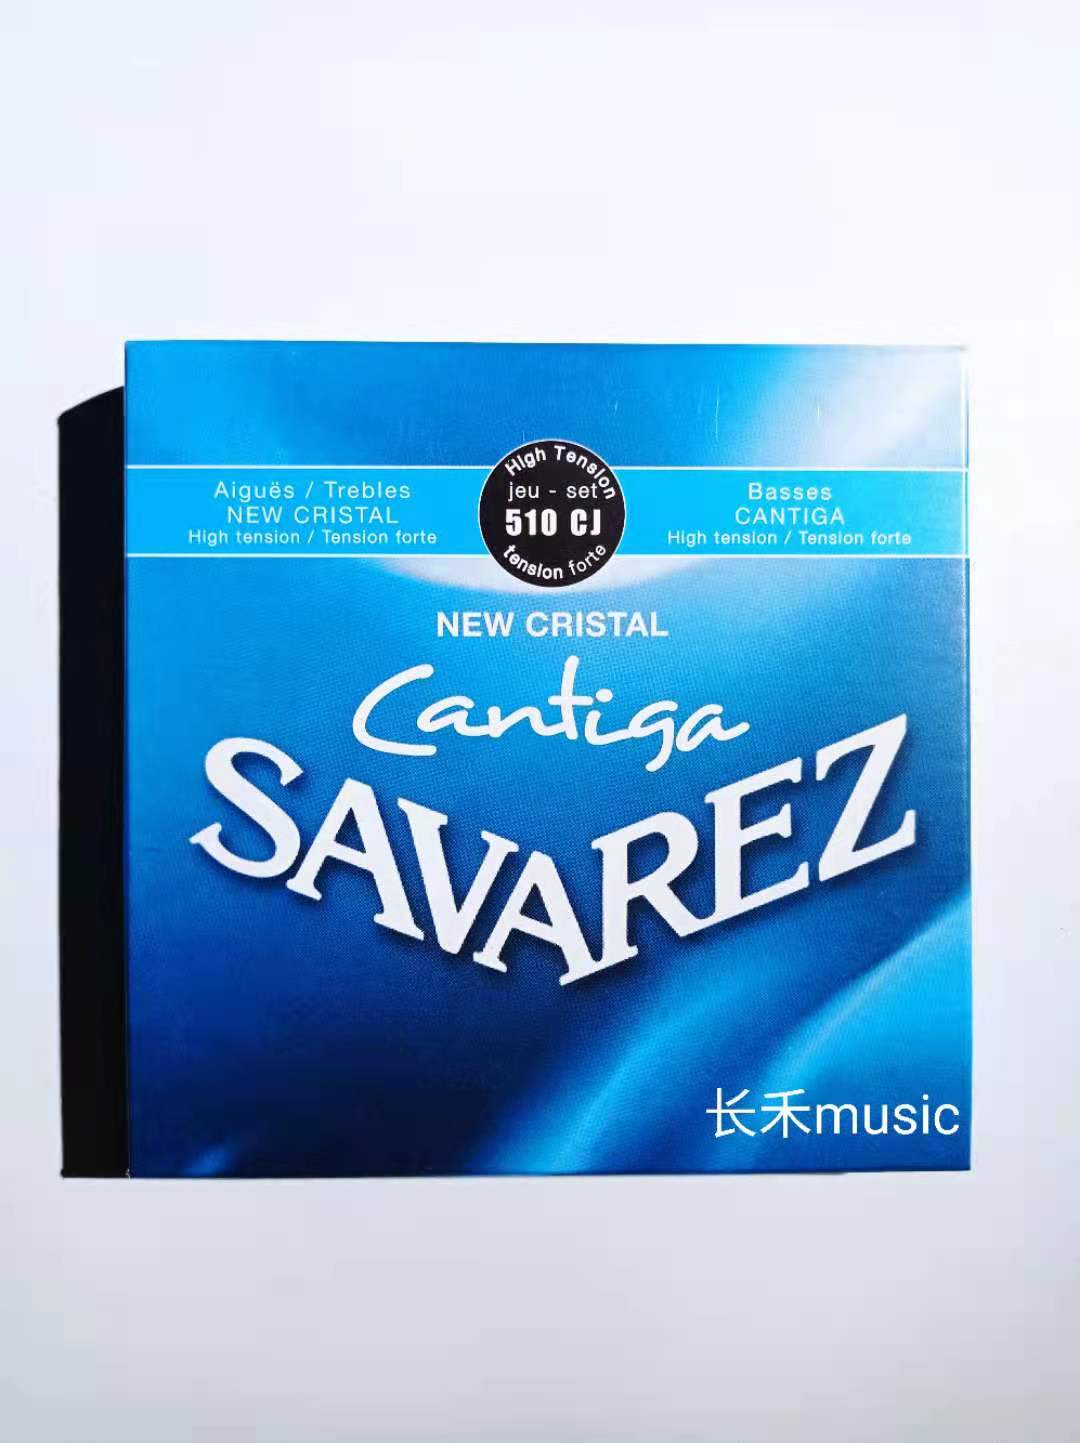 High Tension
jeu - set
510 CJ
tension forte
Aiguës / Trebles
NEW CRISTAL
High tension / Tension forte
Basses
CANTIGA
High tension / Tension forte
NEW CRISTAL
Cantiga
SAVAREZ
长禾music